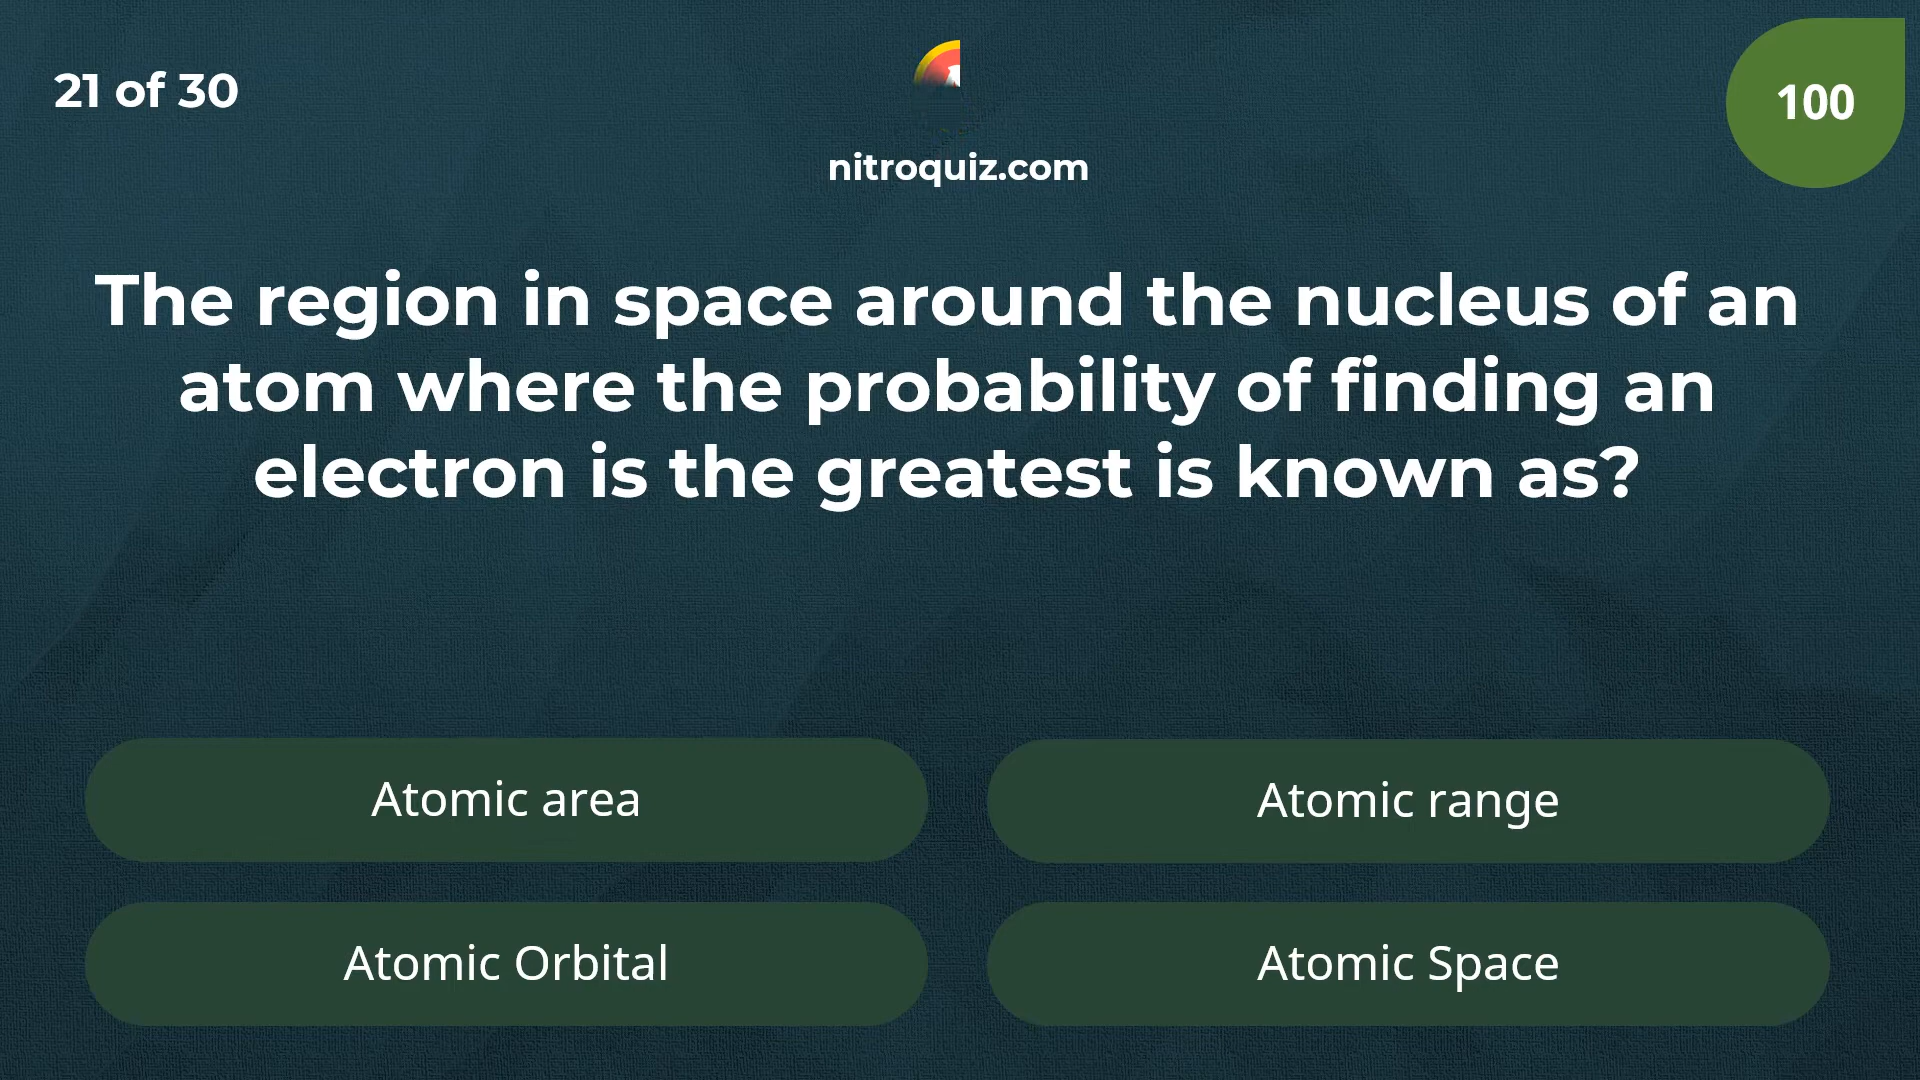 21 of 30
100
nitroquiz.com
The region in space around the nucleus of an
atom where the probability of finding an
electron is the greatest is known as?
Atomic area
Atomic range
Atomic Orbital
Atomic Space